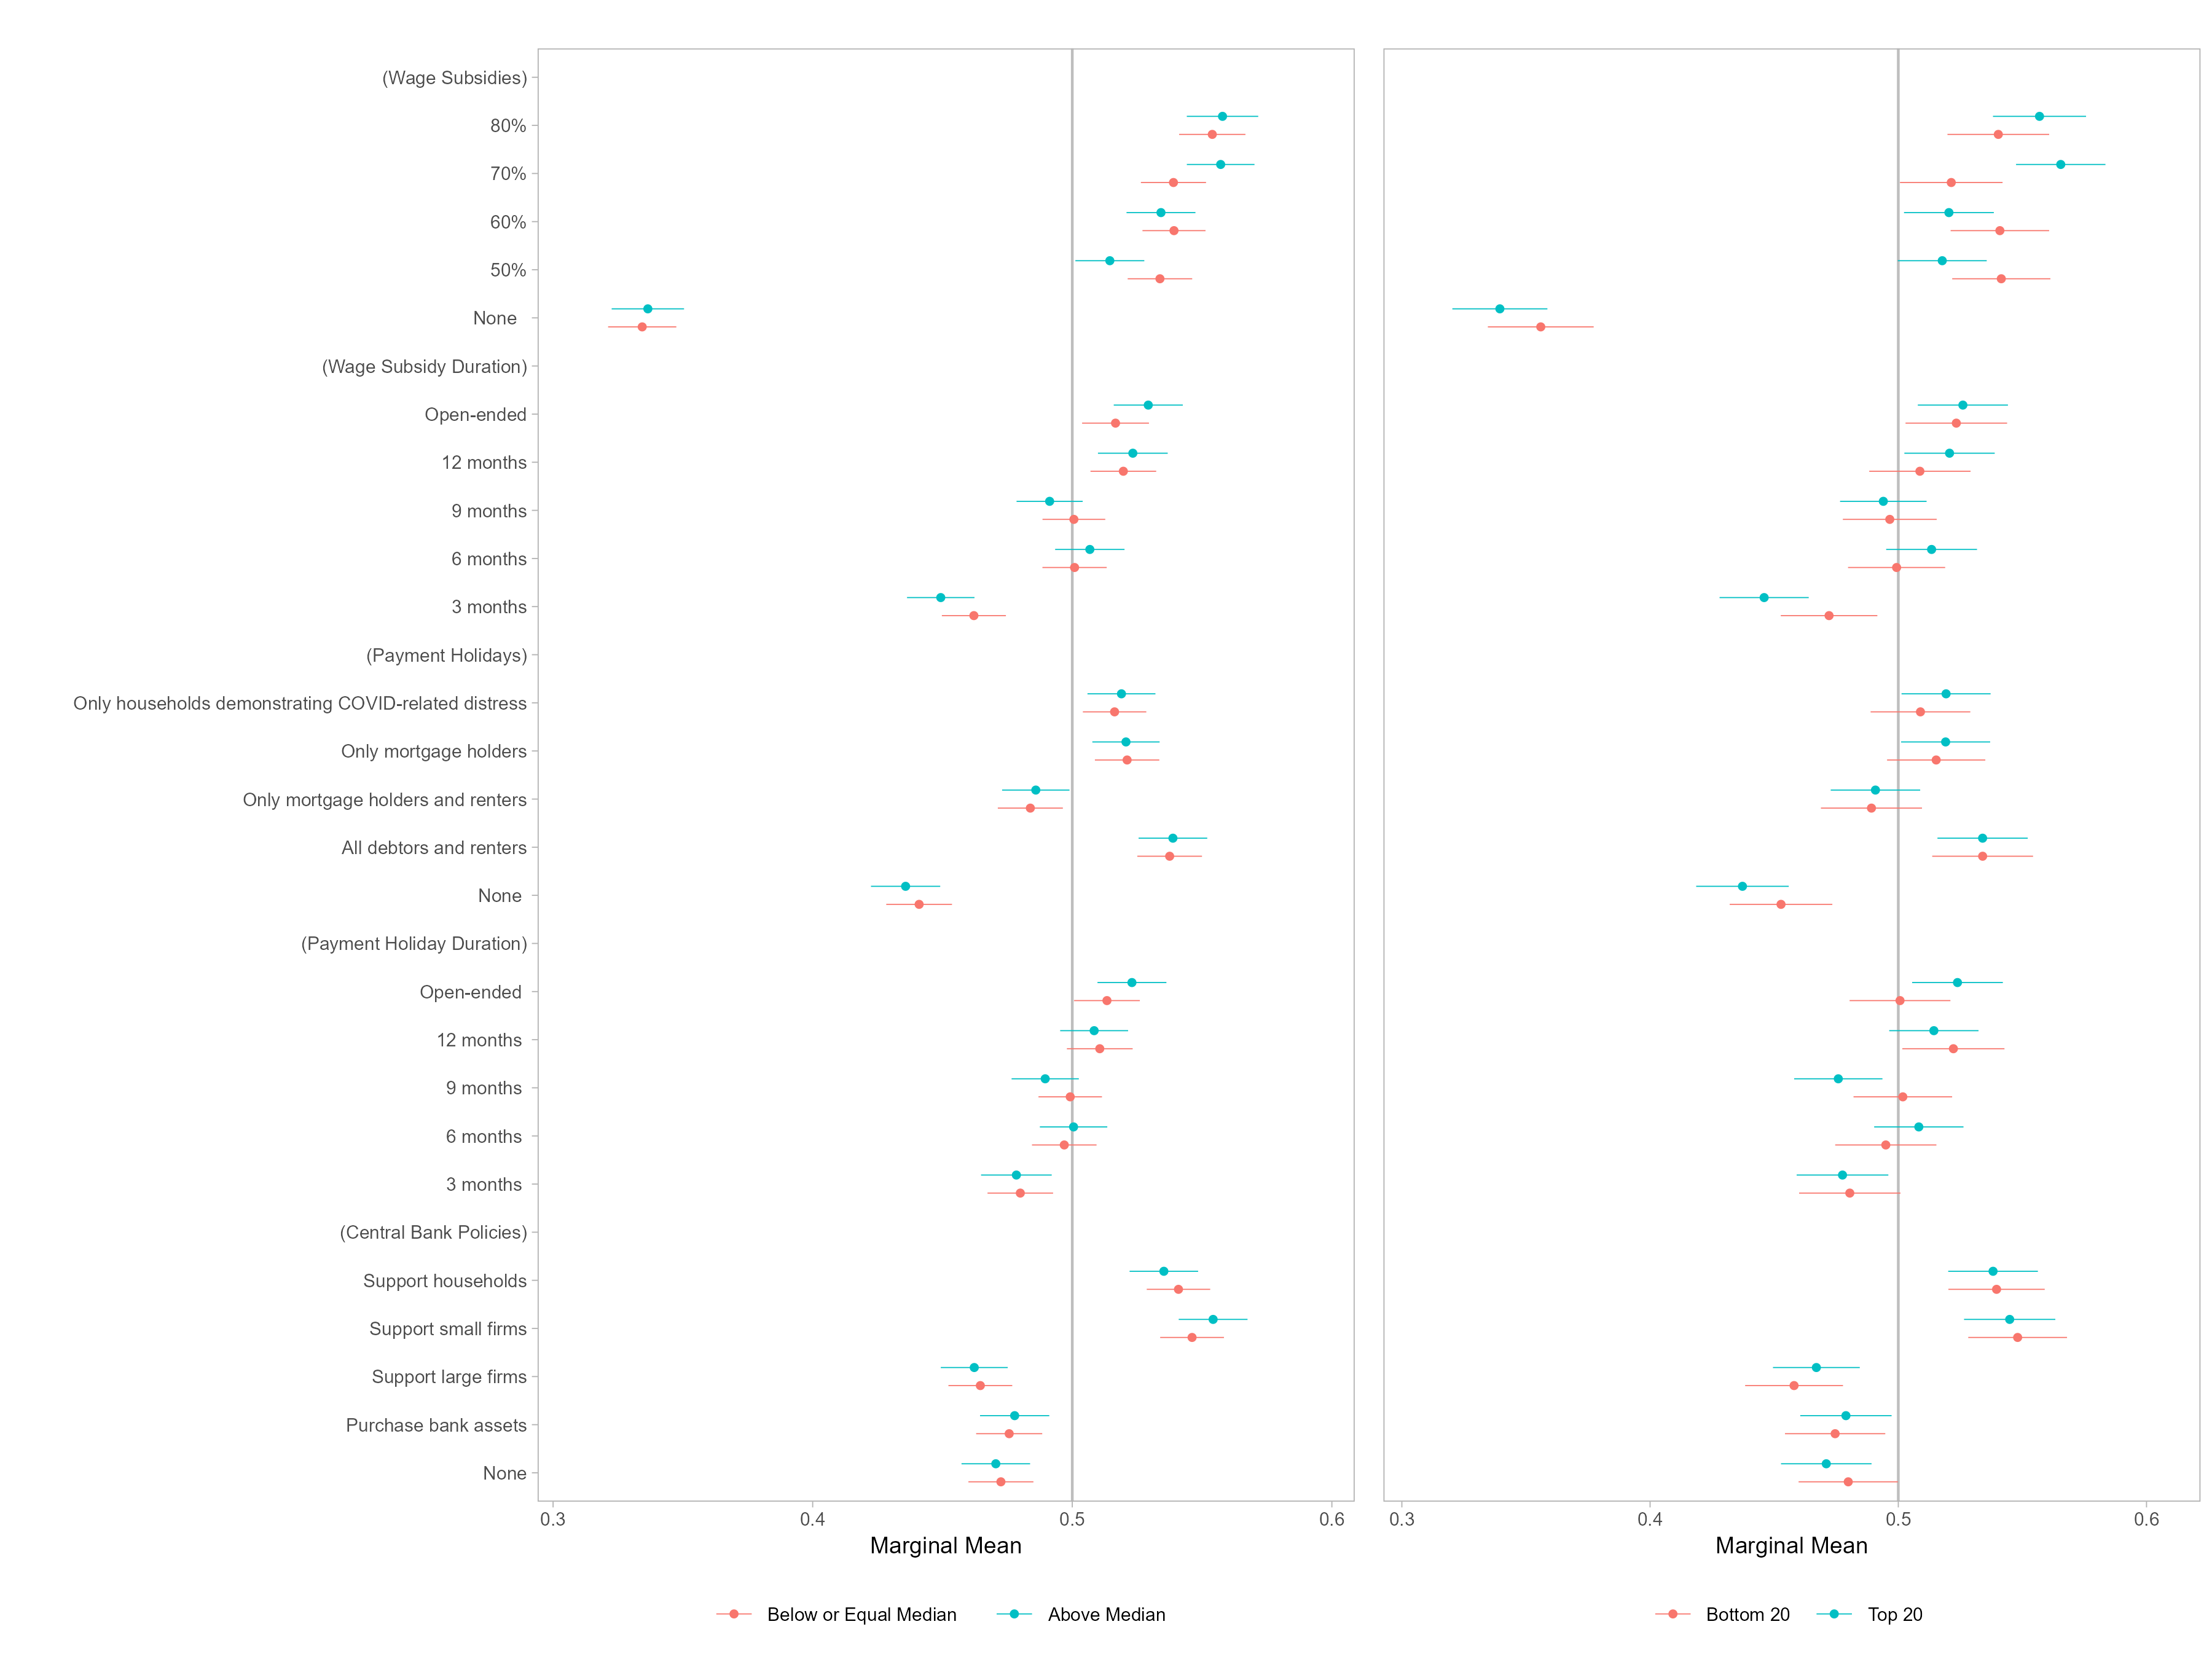 (Wage Subsidies)
80%
70%
60%
50%
None
(Wage Subsidy Duration)
Open-ended
12 months
9 months
6 months
3 months
(Payment Holidays)
Only households demonstrating COVID-related distress
Only mortgage holders
Only mortgage holders and renters
All debtors and renters
None
(Payment Holiday Duration)
Open-ended
12 months
9 months
6 months
3 months
(Central Bank Policies)
Support households
Support small firms
Support large firms
Purchase bank assets
None
0.3 0.4 0.5 0.6 0.3 0.4 0.5 0.6
Marginal Mean Marginal Mean
Below or Equal Median Above Median Bottom 20 Top 20